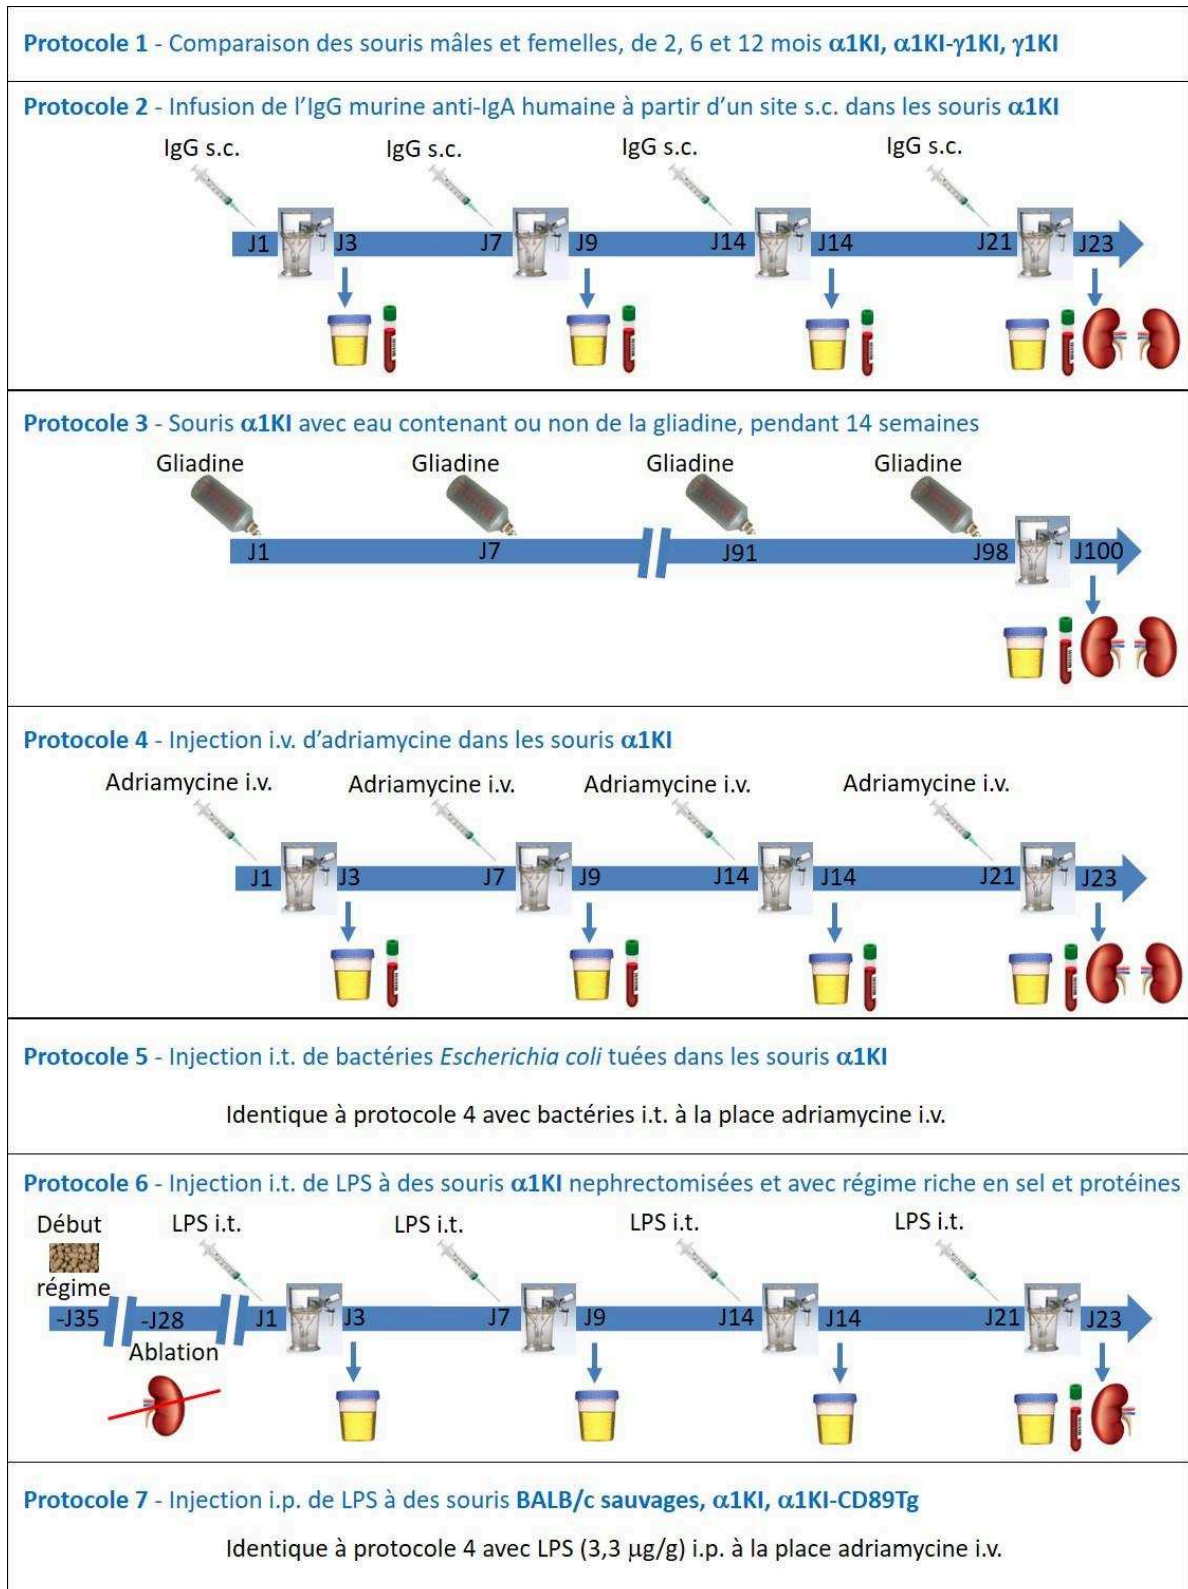 Protocole 1 - Comparaison des souris mâles et femelles, de 2, 6 et 12 mois α1KI, α1KI-γ1KI, γ1KI
Protocole 2 - Infusion de l’IgG murine anti-IgA humaine à partir d’un site s.c. dans les souris α1KI
IgG s.c. IgG s.c. IgG s.c. IgG s.c.
J1 J3 J7 J9 J14 J14 J21 J23
Protocole 3 - Souris α1KI avec eau contenant ou non de la gliadine, pendant 14 semaines
Gliadine Gliadine Gliadine Gliadine
J1 J7 J91 J98 J100
Protocole 4 - Injection i.v. d’adriamycine dans les souris α1KI
Adriamycine i.v. Adriamycine i.v. Adriamycine i.v. Adriamycine i.v.
J1 J3 J7 J9 J14 J14 J21 J23
Protocole 5 - Injection i.t. de bactéries Escherichia coli tuées dans les souris α1KI
Identique à protocole 4 avec bactéries i.t. à la place adriamycine i.v.
Protocole 6 - Injection i.t. de LPS à des souris α1KI nephrectomisées et avec régime riche en sel et protéines
Début LPS i.t. LPS i.t. LPS i.t. LPS i.t.
régime
-J35 -J28 J1 J3 J7 J9 J14 J14 J21 J23
Ablation
Protocole 7 - Injection i.p. de LPS à des souris BALB/c sauvages, α1KI, α1KI-CD89Tg
Identique à protocole 4 avec LPS (3,3 µg/g) i.p. à la place adriamycine i.v.